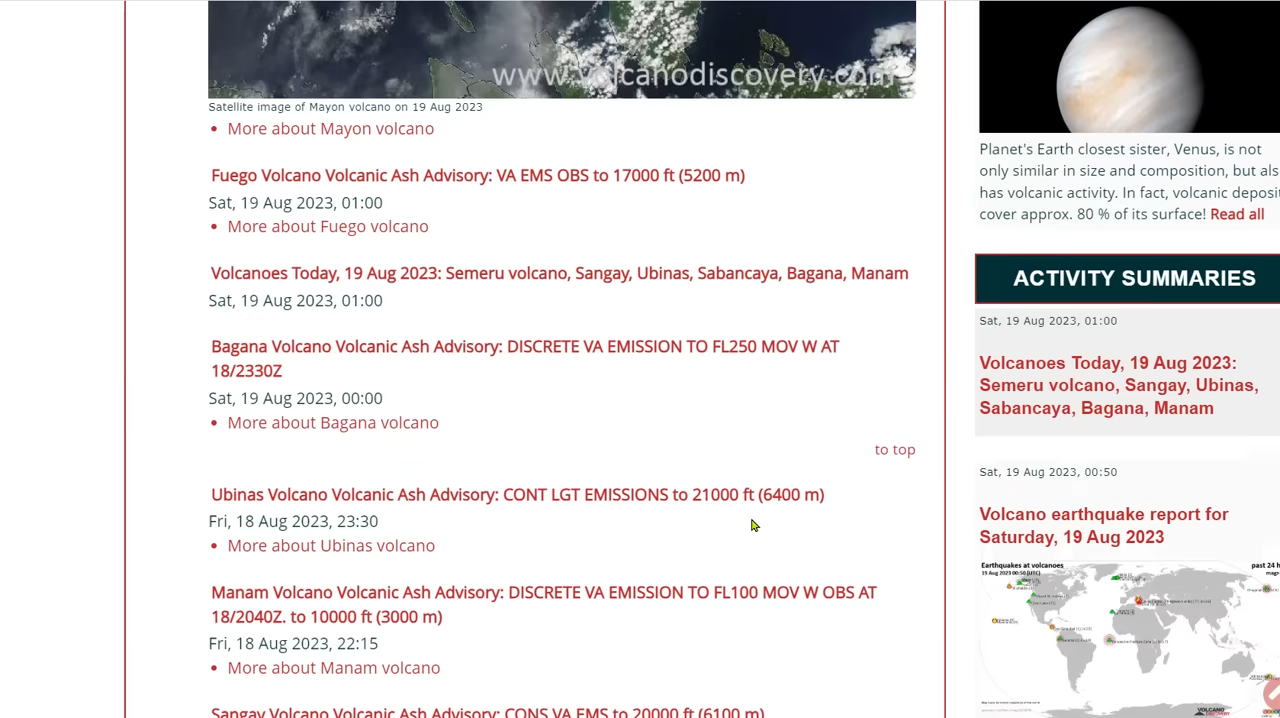 www.volcanodiscovery.com
Satellite image of Mayon volcano on 19 Aug 2023
• More about Mayon volcano
Fuego Volcano Volcanic Ash Advisory: VA EMS OBS to 17000 ft (5200 m)
Sat, 19 Aug 2023, 01:00
• More about Fuego volcano
Volcanoes Today, 19 Aug 2023: Semeru volcano, Sangay, Ubinas, Sabancaya, Bagana, Manam
Sat, 19 Aug 2023, 01:00
Bagana Volcano Volcanic Ash Advisory: DISCRETE VA EMISSION TO FL250 MOV W AT
18/2330Z
Sat, 19 Aug 2023, 00:00
• More about Bagana volcano
to top
Ubinas Volcano Volcanic Ash Advisory: CONT LGT EMISSIONS to 21000 ft (6400 m)
Fri, 18 Aug 2023, 23:30
• More about Ubinas volcano
Manam Volcano Volcanic Ash Advisory: DISCRETE VA EMISSION TO FL100 MOV W OBS AT
18/2040Z. to 10000 ft (3000 m)
Fri, 18 Aug 2023, 22:15
• More about Manam volcano
Sangay Volcano Volcanic Ash Advisory: CONS VA EMS to 20000 ft (6100 m)
Planet's Earth closest sister, Venus, is not
only similar in size and composition, but als
has volcanic activity. In fact, volcanic deposit
cover approx. 80 % of its surface! Read all
ACTIVITY SUMMARIES
Sat, 19 Aug 2023, 01:00
Volcanoes Today, 19 Aug 2023:
Semeru volcano, Sangay, Ubinas,
Sabancaya, Bagana, Manam
Sat, 19 Aug 2023, 00:50
Volcano earthquake report for
Saturday, 19 Aug 2023
Earthquakes at volcanoes
19 Aug 2023 00:50 (UTC)
past 24 h
VOLCANO
DISCOVERY